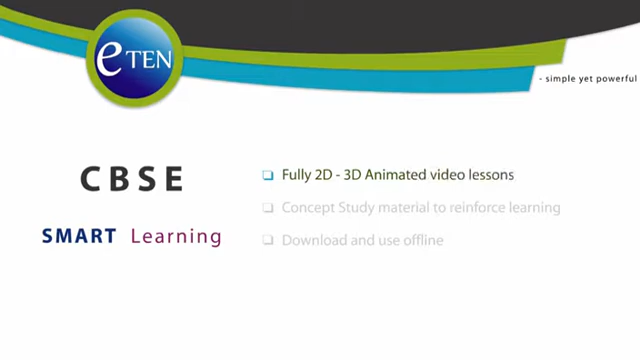 eTEN
- simple yet powerful
CBSE
SMART Learning
❑ Fully 2D - 3D Animated video lessons
❑ Concept Study material to reinforce learning
❑ Download and use offline